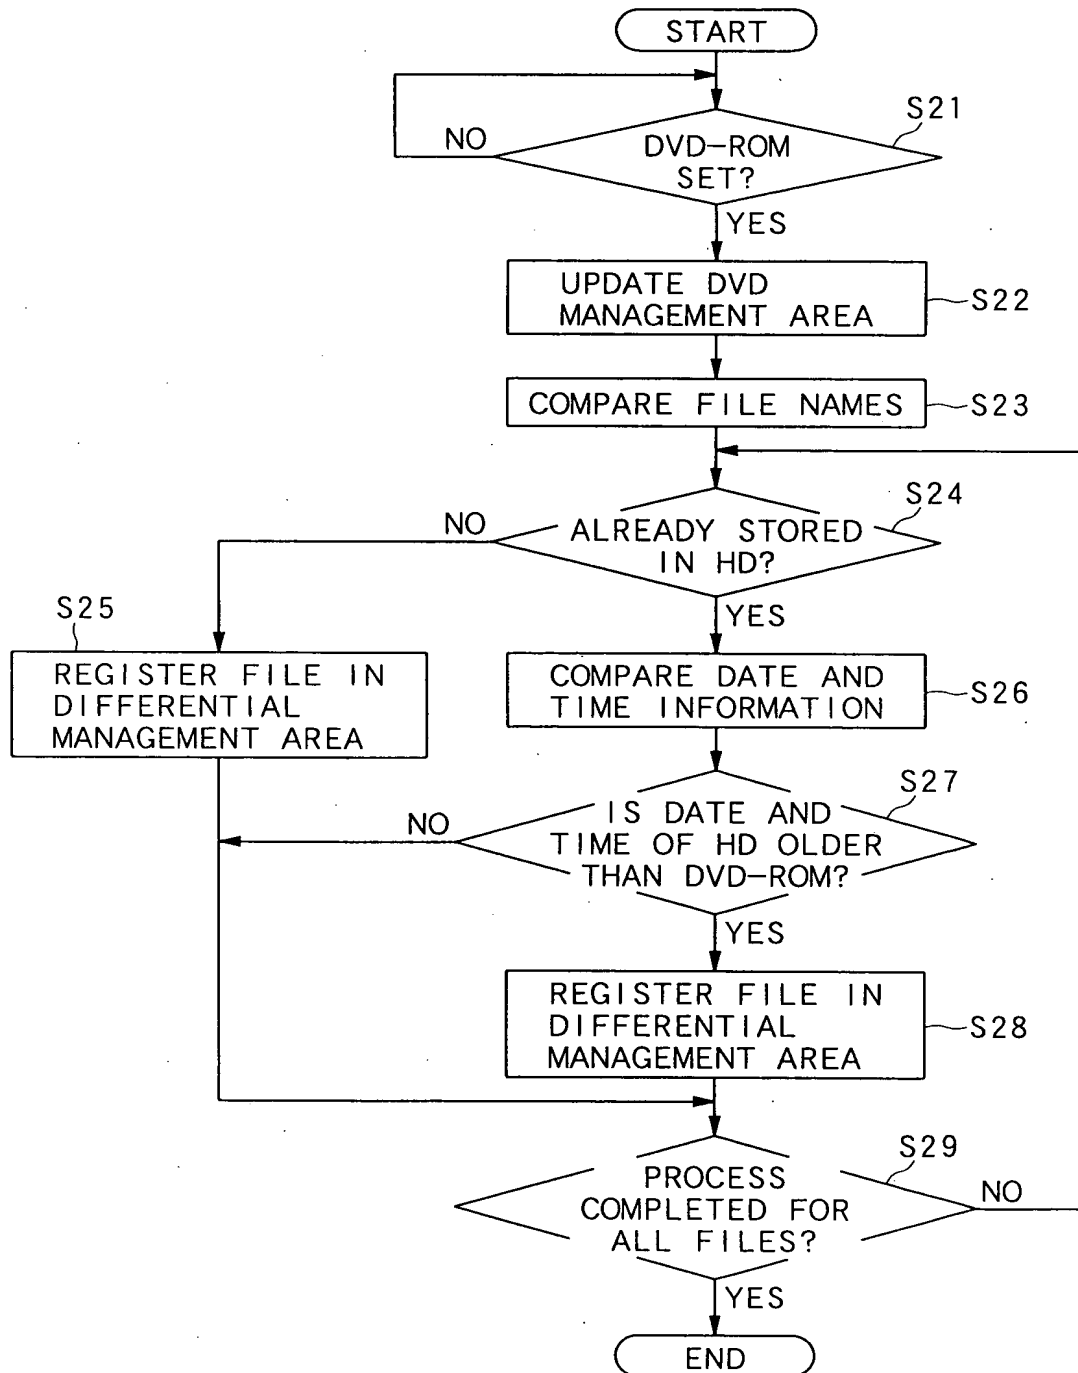 START
S21
NO
DVD-ROM
SET?
YES
UPDATE DVD
MANAGEMENT AREA
S22
COMPARE FILE NAMES
S23
S24
NO
ALREADY STORED
IN HD?
YES
S25
REGISTER FILE IN
DIFFERENTIAL
MANAGEMENT AREA
COMPARE DATE AND
TIME INFORMATION
S26
S27
NO
IS DATE AND
TIME OF HD OLDER
THAN DVD-ROM?
YES
REGISTER FILE IN
DIFFERENTIAL
MANAGEMENT AREA
S28
S29
PROCESS
COMPLETED FOR
ALL FILES?
NO
YES
END